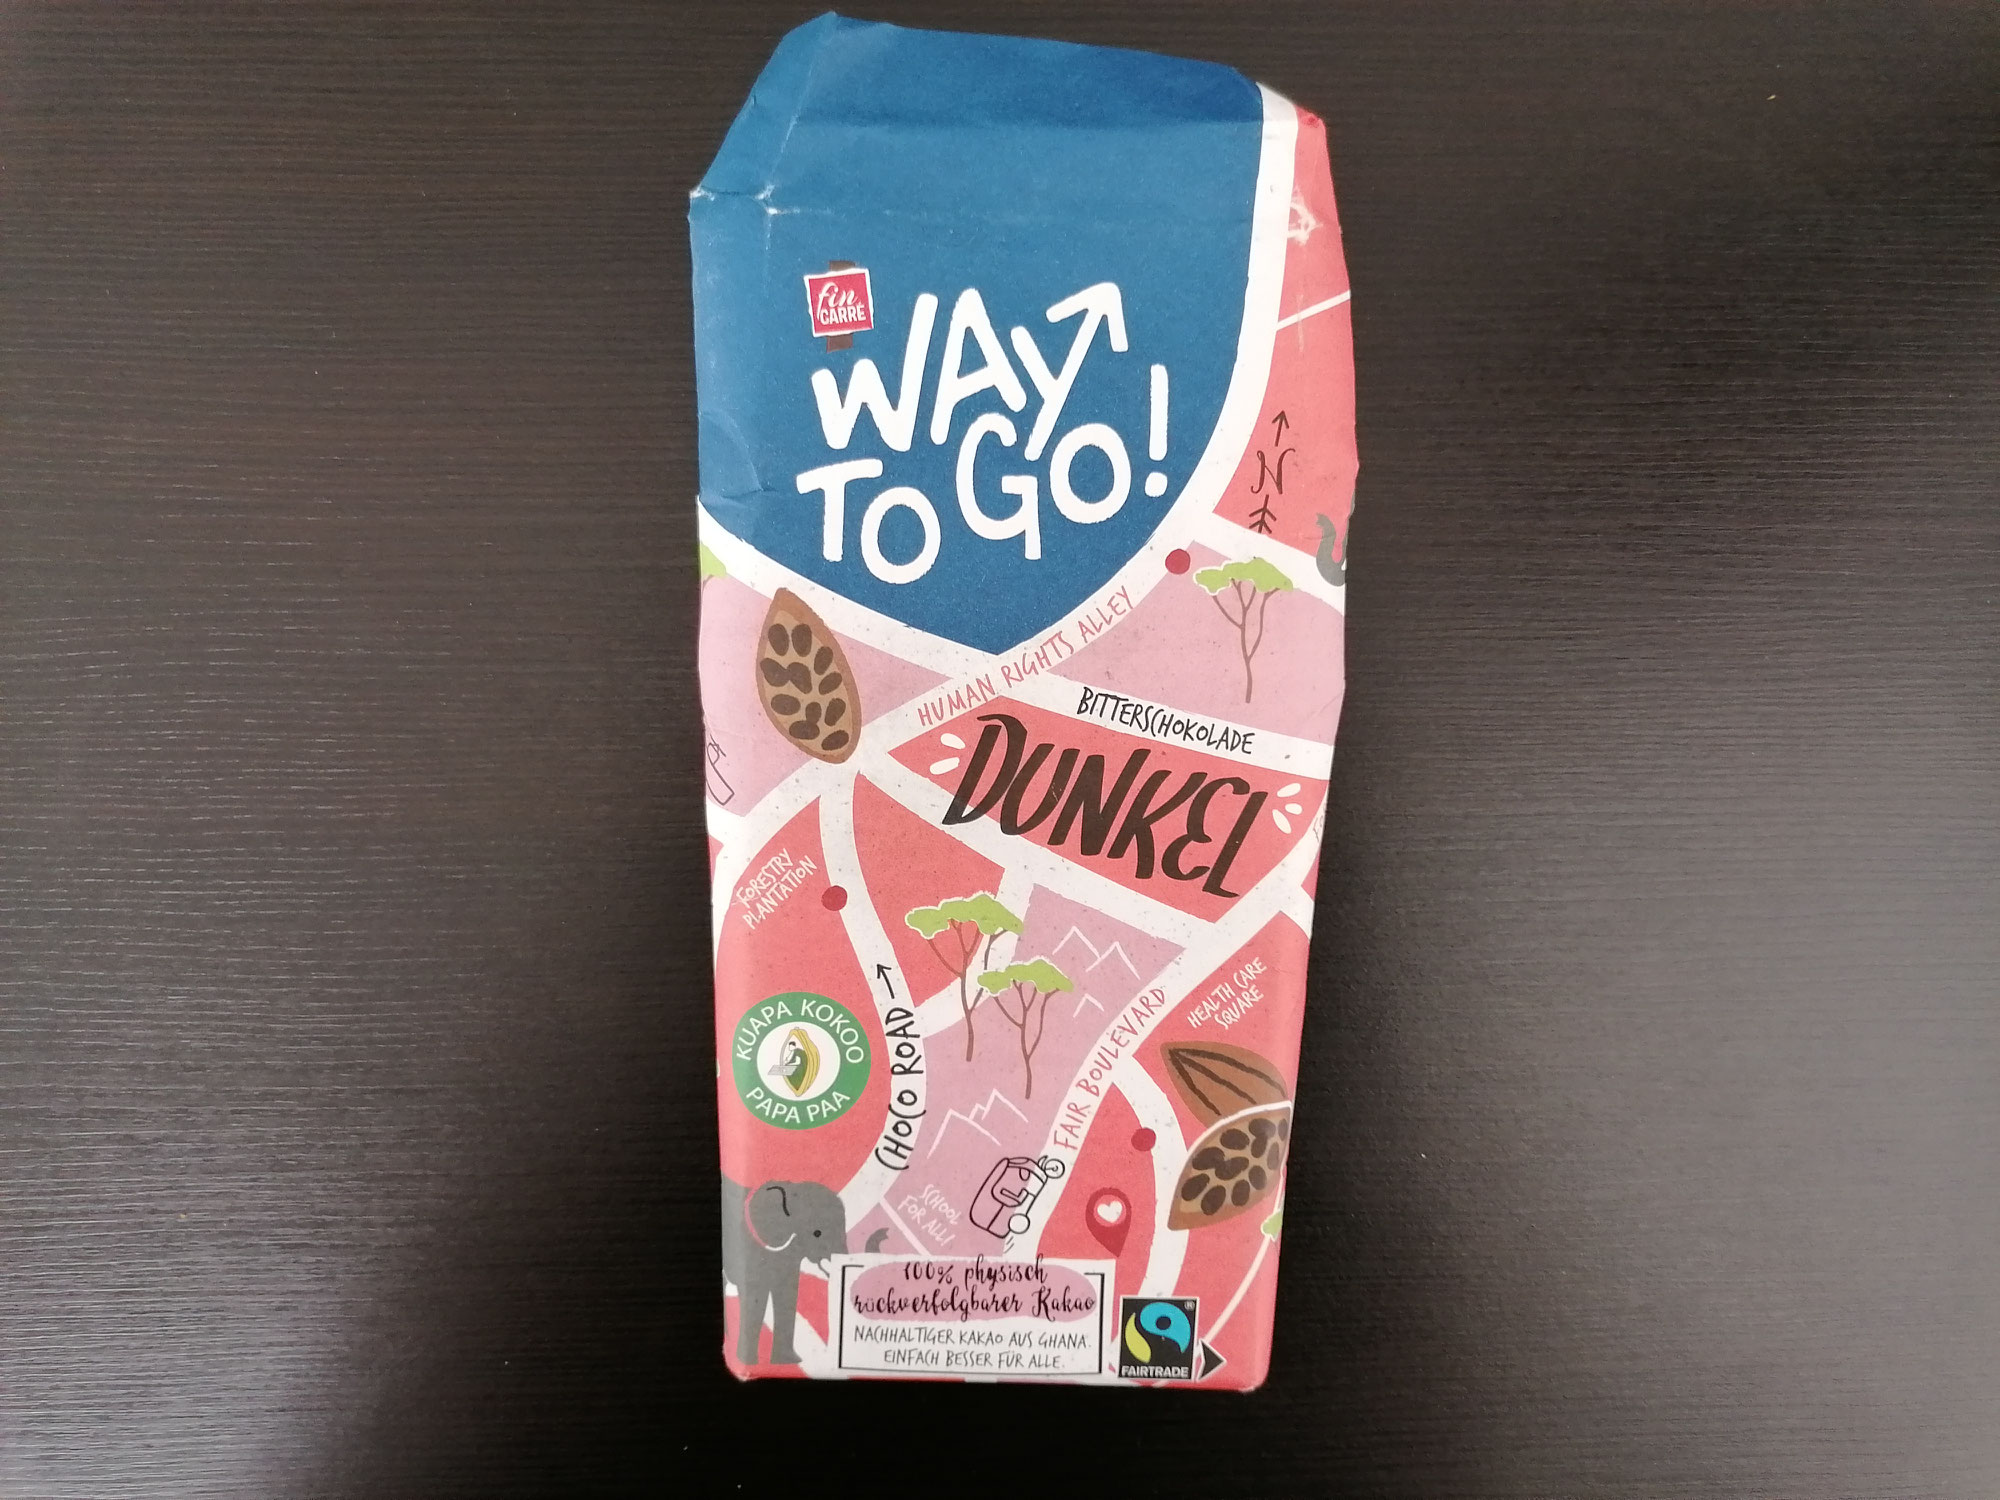 fin
CARRÉ
WAY
TO GO!
N
HUMAN RIGHTS ALLEY
BITTERSCHOKOLADE
DUNKEL
FORESTRY
PLANTATION
HEALTH CARE
SQUARE
KUAPA KOKOO
PAPA PAA
CHOCO ROAD →
FAIR BOULEVARD
SCHOOL
FOR ALL!
100% physisch
rückverfolgbarer Kakao
NACHHALTIGER KAKAO AUS GHANA.
EINFACH BESSER FÜR ALLE.
FAIRTRADE
®